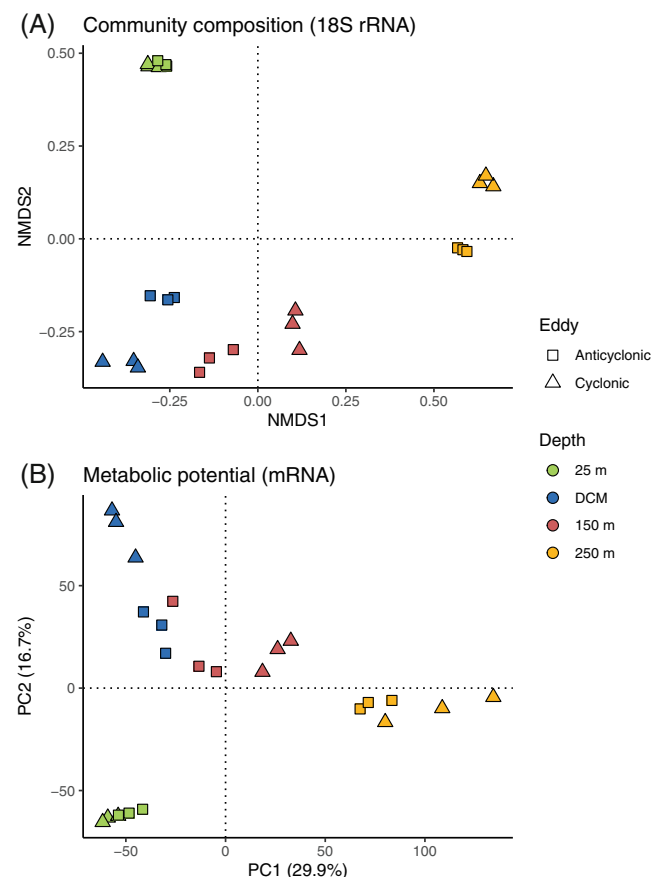 (A) Community composition (18S rRNA)
0.50
0.25
0.00
−0.25
NMDS2
−0.25 0.00 0.25 0.50
NMDS1
Eddy
Anticyclonic
Cyclonic
Depth
25 m
DCM
150 m
250 m
(B) Metabolic potential (mRNA)
50
0
−50
PC2 (16.7%)
−50 0 50 100
PC1 (29.9%)